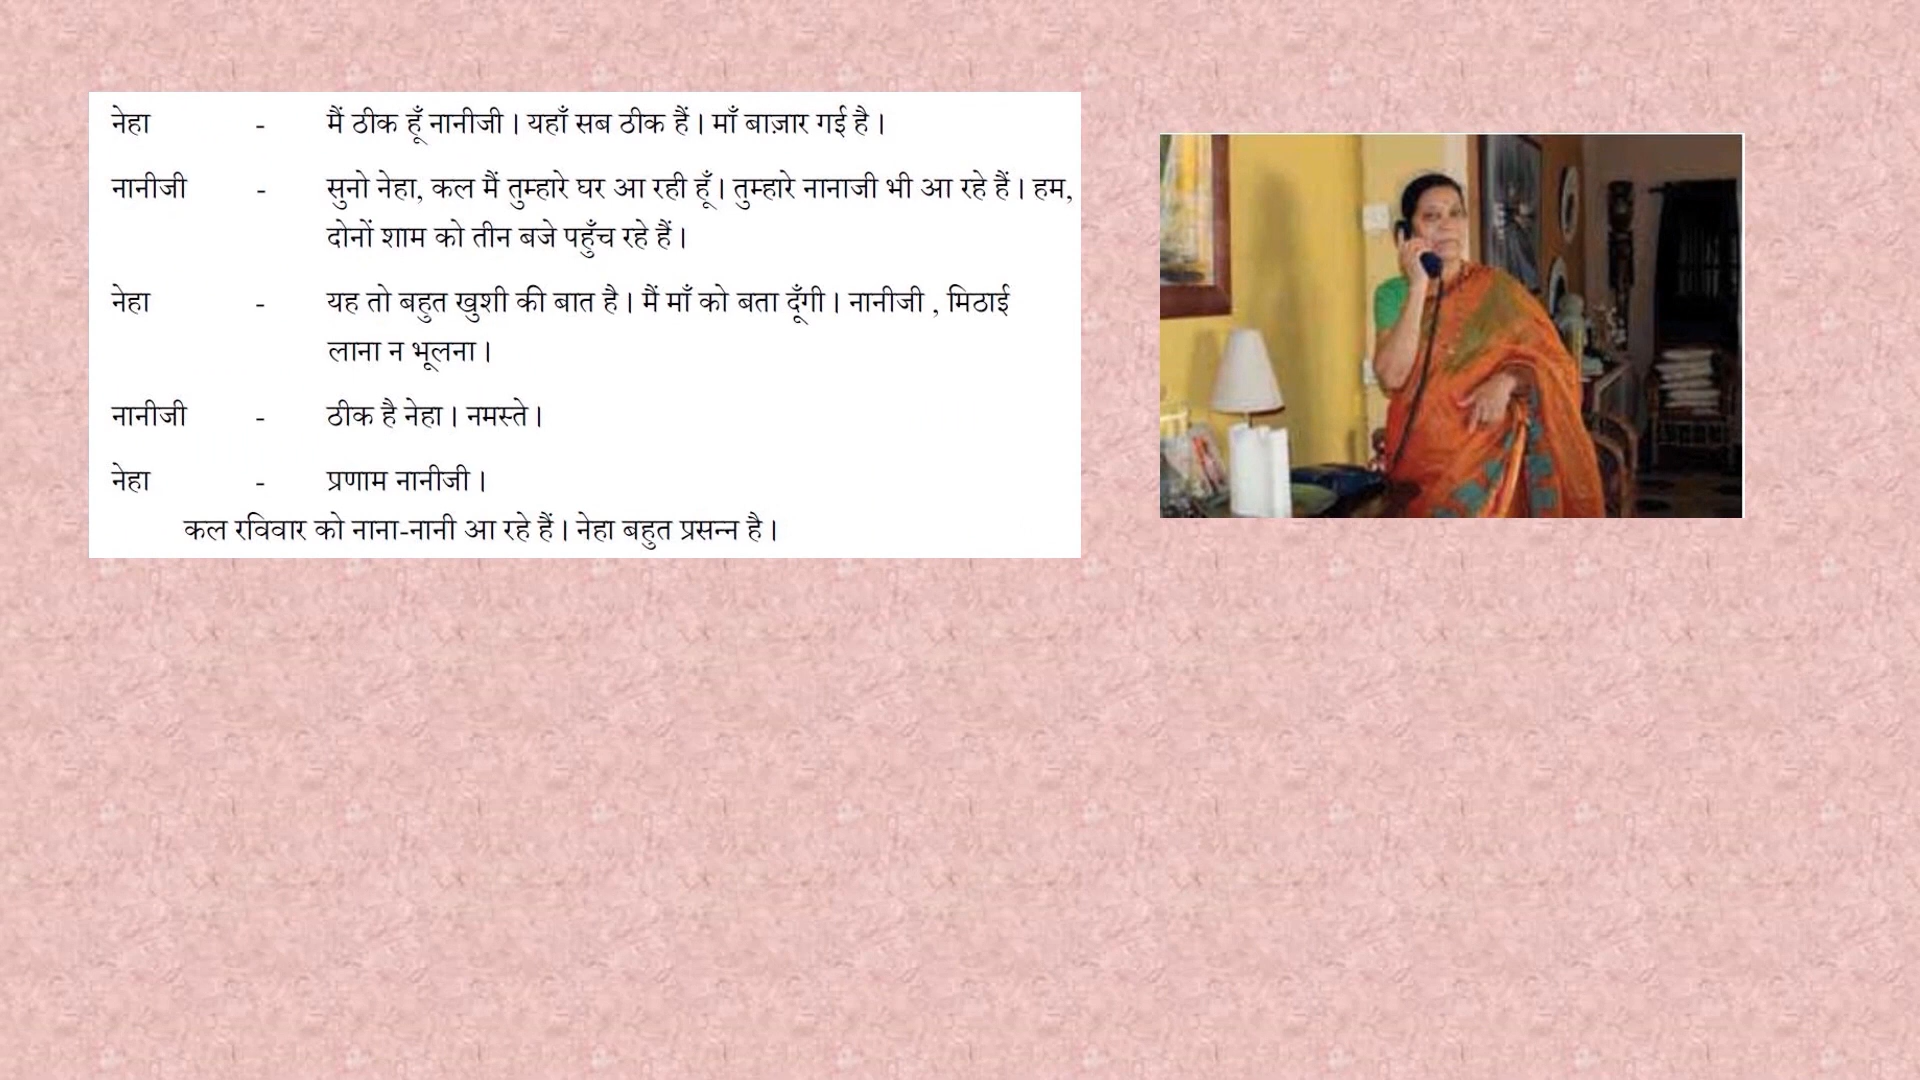 नेहा - मैं ठीक हूँ नानीजी । यहाँ सब ठीक हैं । माँ बाज़ार गई है ।
नानीजी - सुनो नेहा, कल मैं तुम्हारे घर आ रही हूँ । तुम्हारे नानाजी भी आ रहे हैं । हम,
दोनों शाम को तीन बजे पहुँच रहे हैं ।
नेहा - यह तो बहुत खुशी की बात है । मैं माँ को बता दूँगी । नानीजी , मिठाई
लाना न भूलना ।
नानीजी - ठीक है नेहा । नमस्ते ।
नेहा - प्रणाम नानीजी ।
कल रविवार को नाना-नानी आ रहे हैं । नेहा बहुत प्रसन्न है ।